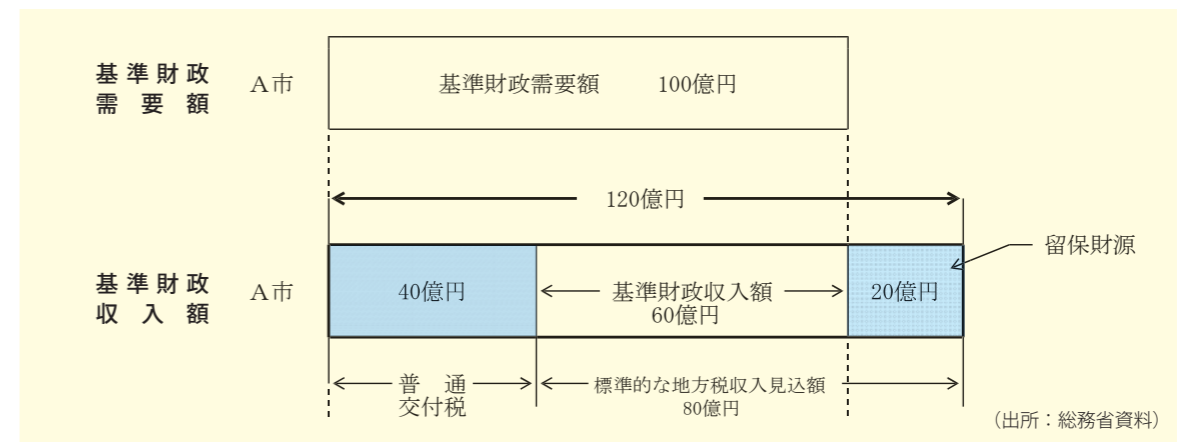 基準財政
需要額
A市
基準財政需要額 100億円
120億円
留保財源
基準財政
収入額
A市
40億円
基準財政収入額
60億円
20億円
普通
交付税
標準的な地方税収入見込額
80億円
(出所:総務省資料)